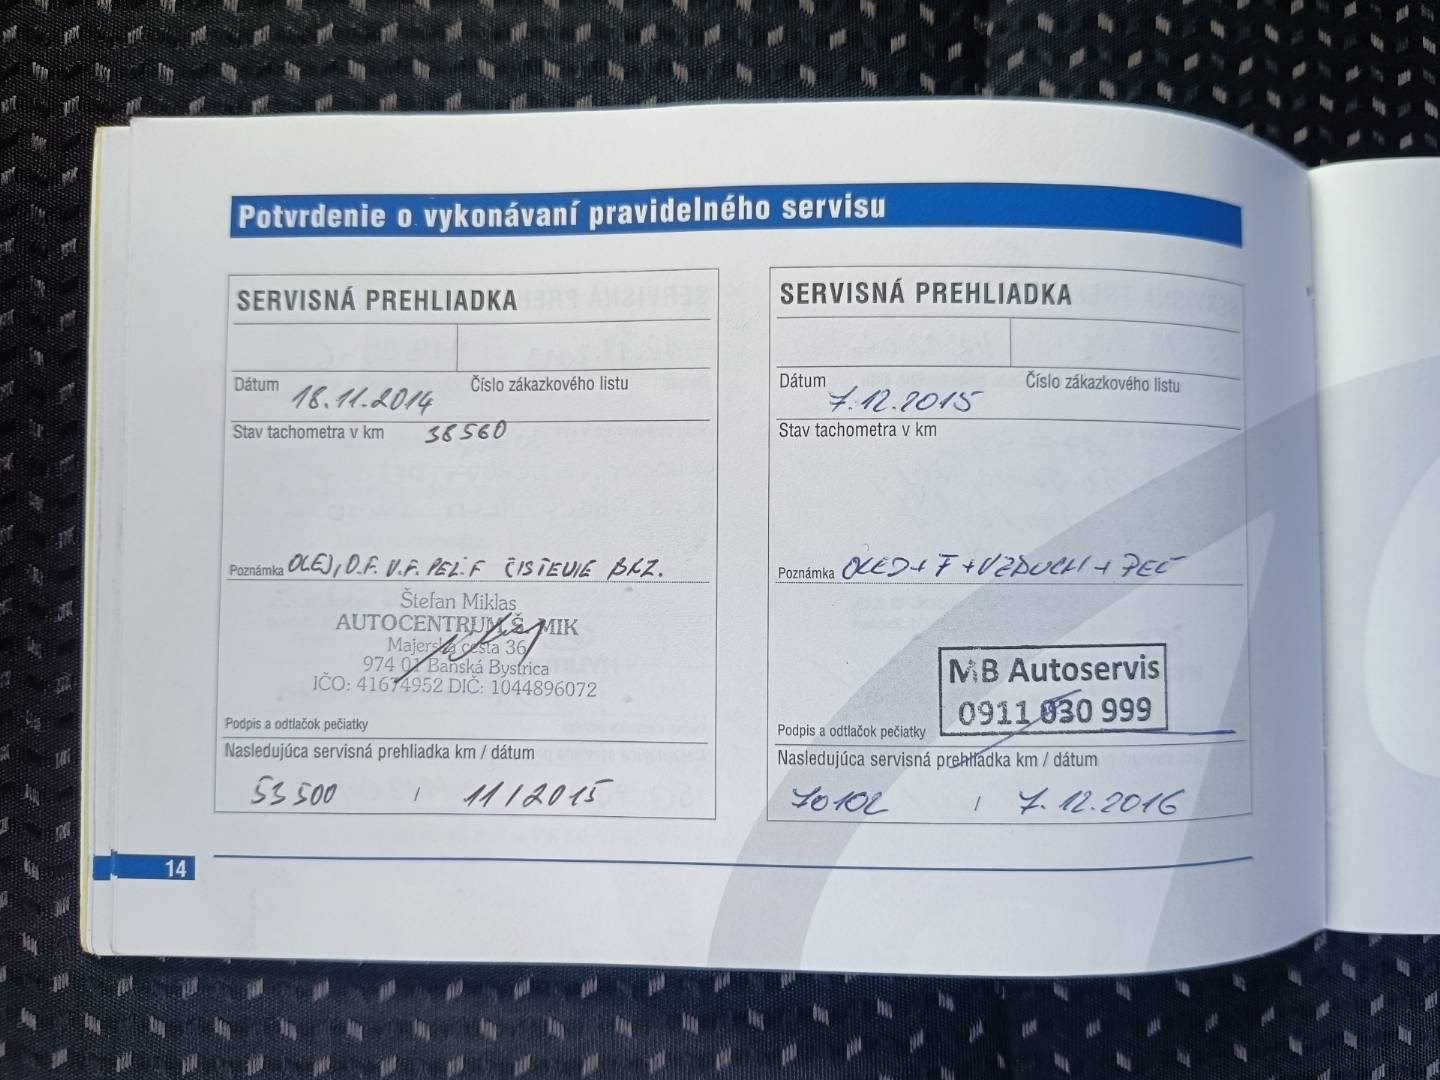 Potvrdenie o vykonávaní pravidelného servisu
SERVISNÁ PREHLIADKA
Dátum 18.11.2014 Číslo zákazkového listu
Stav tachometra v km 38560
Poznámka OLEJ, O.F. V.F. PEL.F ČISTENIE BRZ.
Štefan Miklas
AUTOCENTRUM Š. MIK
Majerská cesta 36
974 01 Banská Bystrica
IČO: 41674952 DIČ: 1044896072
Podpis a odtlačok pečiatky
Nasledujúca servisná prehliadka km / dátum
53500 / 11/2015
SERVISNÁ PREHLIADKA
Dátum 7.12.2015 Číslo zákazkového listu
Stav tachometra v km
Poznámka OLEJ + F + VZDUCH + PEĽ
MB Autoservis
0911 030 999
Podpis a odtlačok pečiatky
Nasledujúca servisná prehliadka km / dátum
70102 / 7.12.2016
14